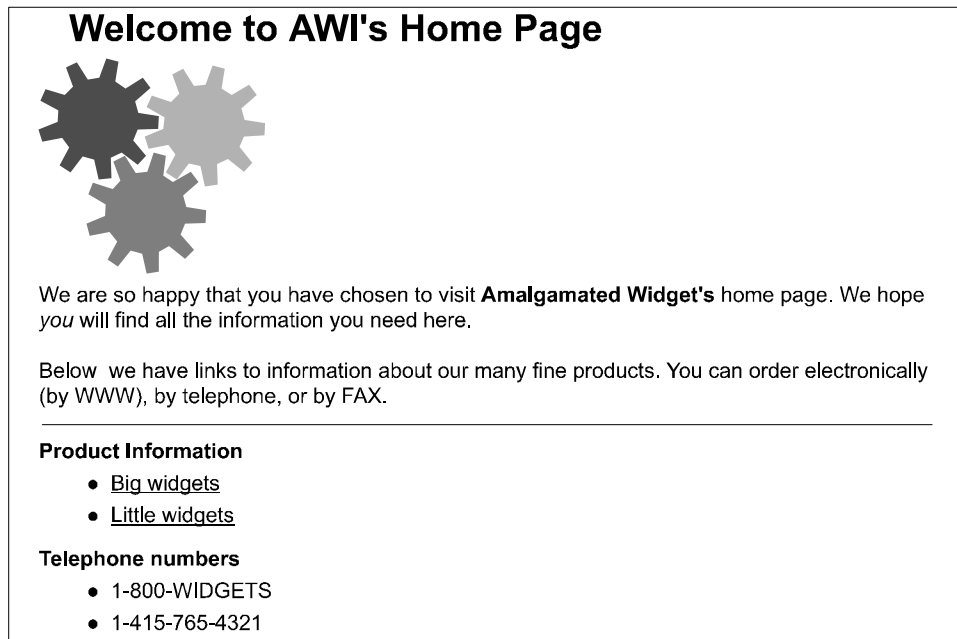 Welcome to AWI's Home Page
We are so happy that you have chosen to visit Amalgamated Widget's home page. We hope
you will find all the information you need here.
Below we have links to information about our many fine products. You can order electronically
(by WWW), by telephone, or by FAX.
Product Information
• Big widgets
• Little widgets
Telephone numbers
• 1-800-WIDGETS
• 1-415-765-4321